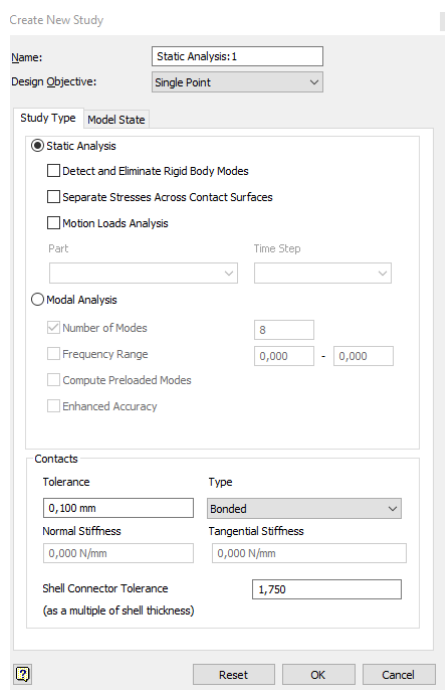 Create New Study
Name: Static Analysis:1
Design Objective: Single Point
Study Type Model State
Static Analysis
Detect and Eliminate Rigid Body Modes
Separate Stresses Across Contact Surfaces
Motion Loads Analysis
Part Time Step
Modal Analysis
Number of Modes 8
Frequency Range 0,000 - 0,000
Compute Preloaded Modes
Enhanced Accuracy
Contacts
Tolerance Type
0,100 mm Bonded
Normal Stiffness Tangential Stiffness
0,000 N/mm 0,000 N/mm
Shell Connector Tolerance 1,750
(as a multiple of shell thickness)
? Reset OK Cancel